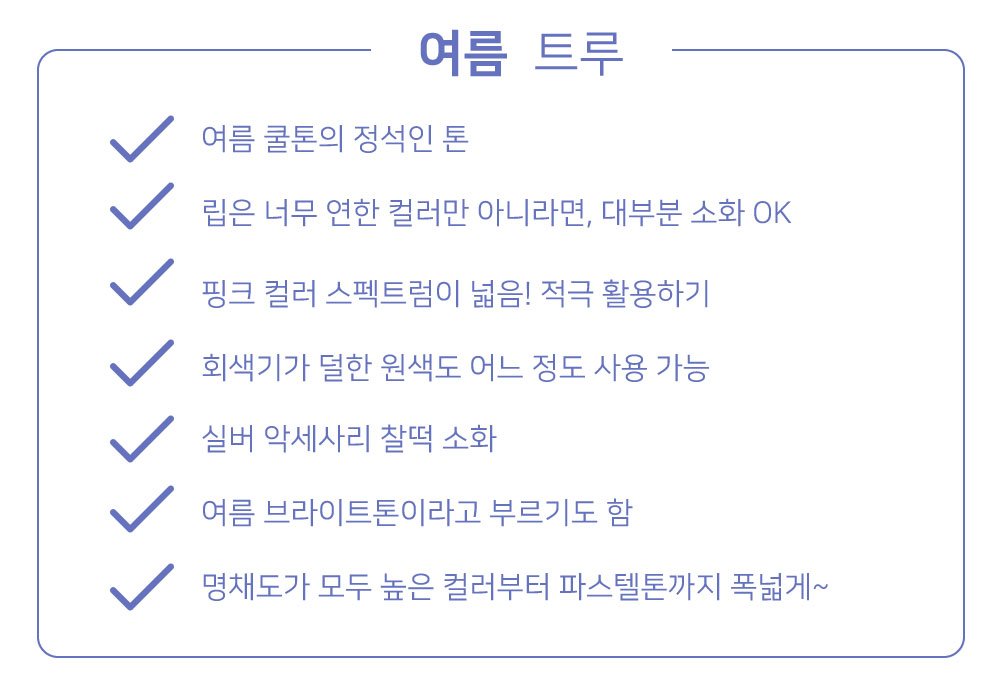 여름 트루
여름 쿨톤의 정석인 톤
립은 너무 연한 컬러만 아니라면, 대부분 소화 OK
핑크 컬러 스펙트럼이 넓음! 적극 활용하기
회색기가 덜한 원색도 어느 정도 사용 가능
실버 악세사리 찰떡 소화
여름 브라이트톤이라고 부르기도 함
명채도가 모두 높은 컬러부터 파스텔톤까지 폭넓게~